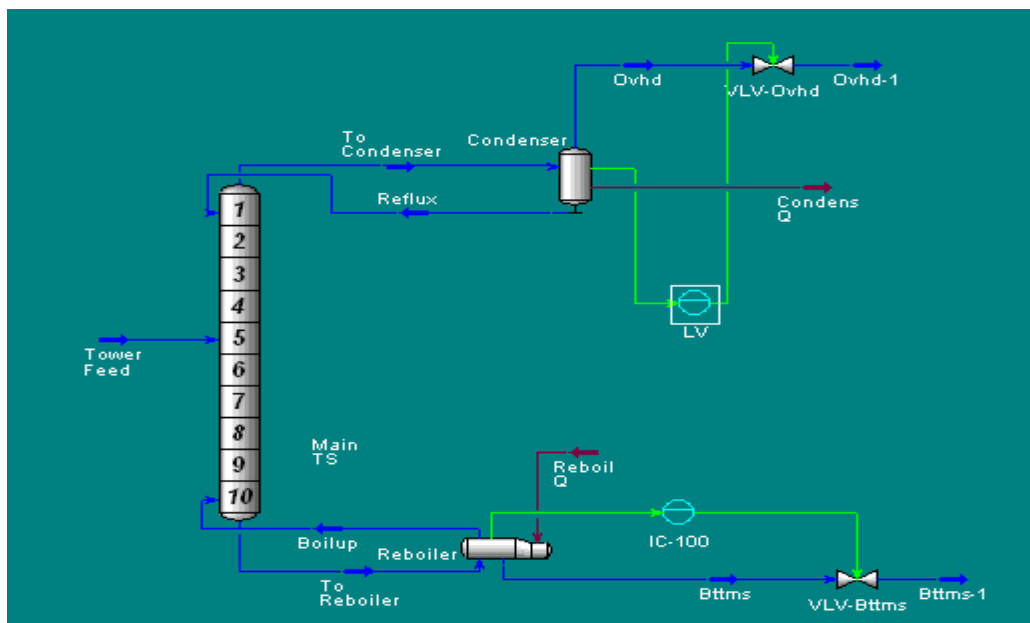 Ovhd
VLV-Ovhd
Ovhd-1
To
Condenser
Condenser
Reflux
Condens
Q
1
2
3
4
5
6
7
8
9
10
LV
Tower
Feed
Main
TS
Reboil
Q
IC-100
Boilup
Reboiler
To
Reboiler
Bttms
VLV-Bttms
Bttms-1